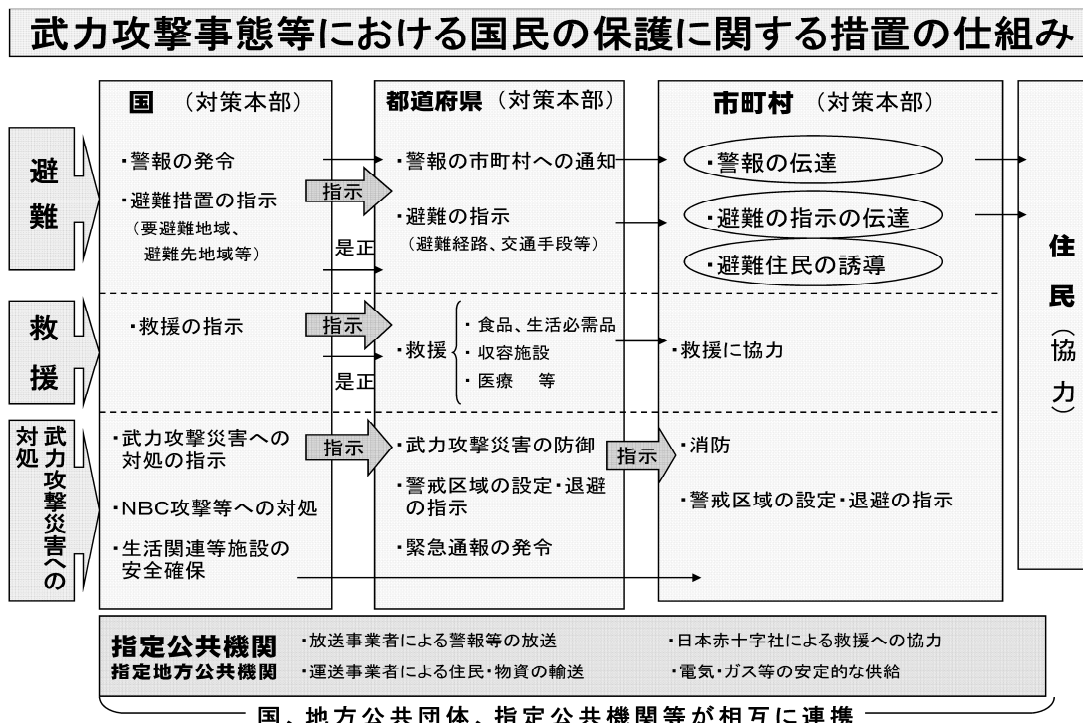 武力攻撃事態等における国民の保護に関する措置の仕組み
国 （対策本部）
都道府県（対策本部）
市町村（対策本部）
避難
・警報の発令
・避難措置の指示
（要避難地域、
避難先地域等）
指示
是正
・警報の市町村への通知
・避難の指示
（避難経路、交通手段等）
・警報の伝達
・避難の指示の伝達
・避難住民の誘導
住民（協力）
救援
・救援の指示
指示
是正
・救援
・食品、生活必需品
・収容施設
・医療 等
・救援に協力
武力攻撃災害への
対処
・武力攻撃災害への
対処の指示
・NBC攻撃等への対処
・生活関連等施設の
安全確保
指示
・武力攻撃災害の防御
・警戒区域の設定・退避
の指示
・緊急通報の発令
指示
・消防
・警戒区域の設定・退避の指示
指定公共機関
指定地方公共機関
・放送事業者による警報等の放送
・運送事業者による住民・物資の輸送
・日本赤十字社による救援への協力
・電気・ガス等の安定的な供給
国、地方公共団体、指定公共機関等が相互に連携